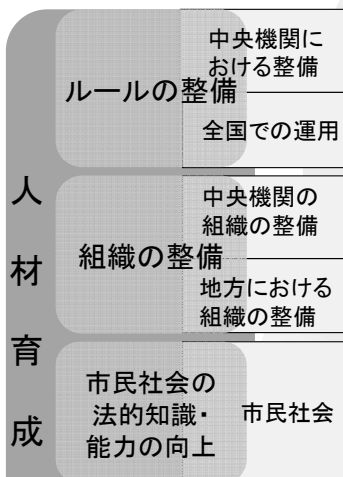 人材育成
ルールの整備
中央機関に
おける整備
全国での運用
組織の整備
中央機関の
組織の整備
地方における
組織の整備
市民社会の
法的知識・
能力の向上
市民社会